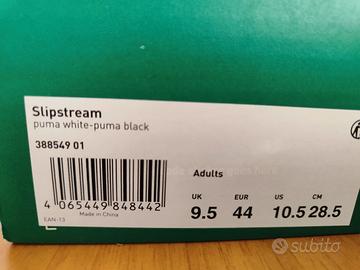 Slipstream
puma white-puma black
388549 01
Adults
UK EUR US CM
9.5 44 10.5 28.5
4 065449 848442
EAN-13 Made in China
subito